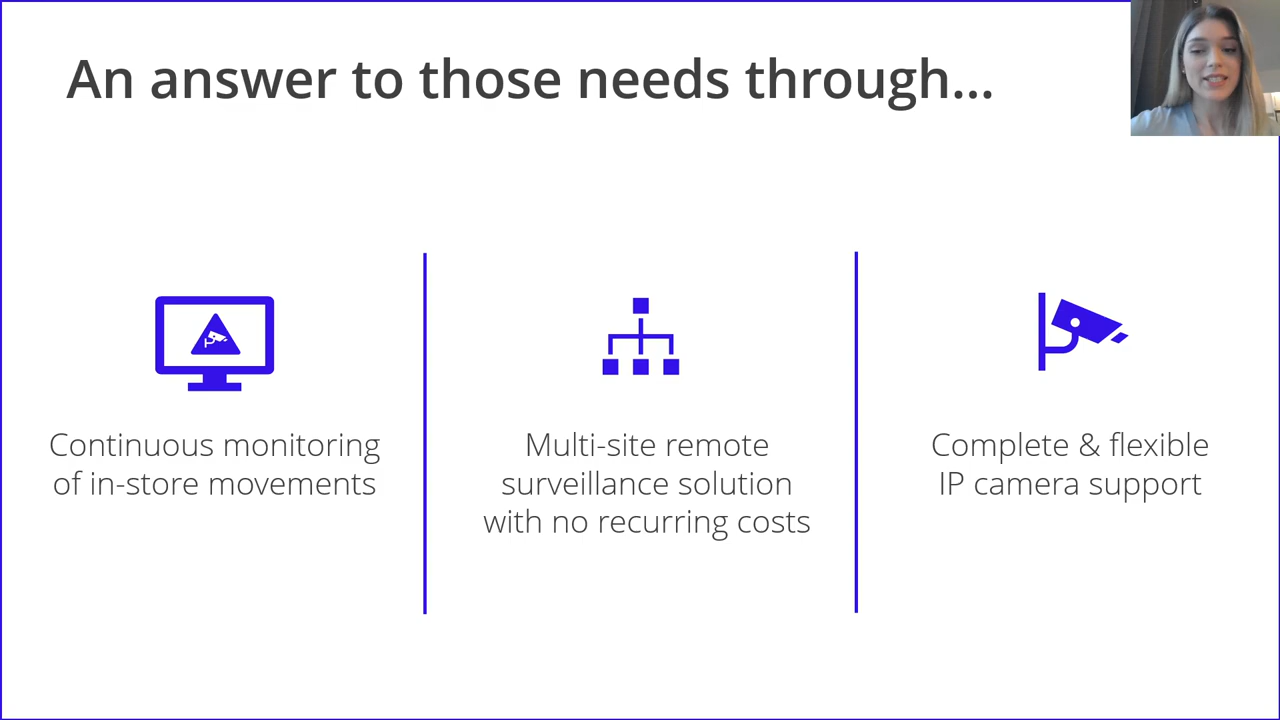 An answer to those needs through...
Continuous monitoring
of in-store movements
Multi-site remote
surveillance solution
with no recurring costs
Complete & flexible
IP camera support